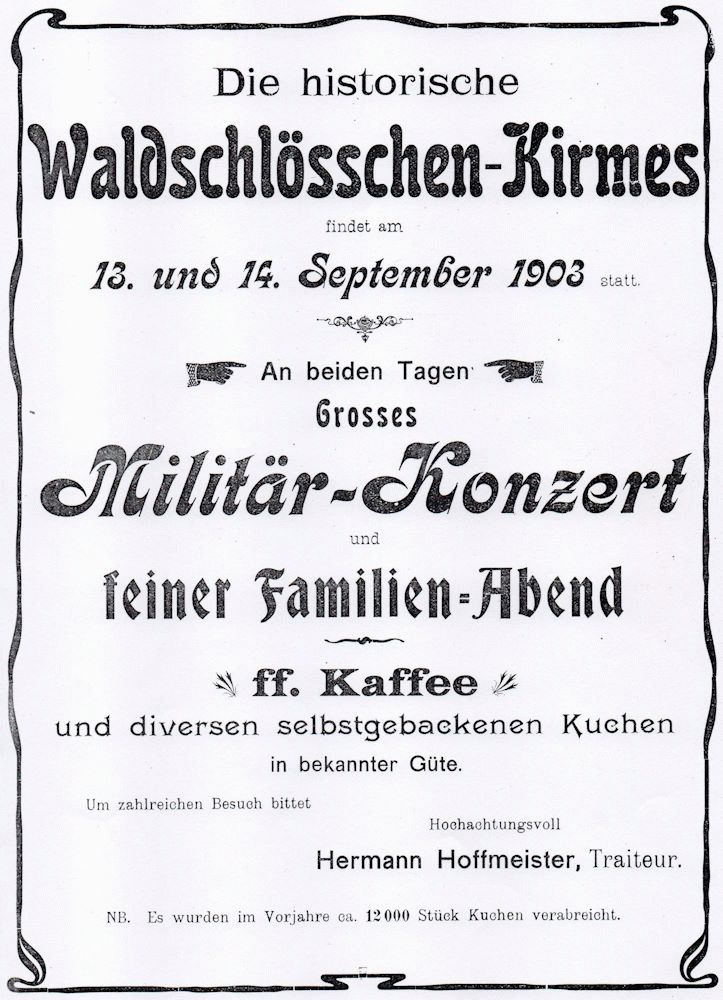 Die historische
Waldschlösschen-Kirmes
findet am
13. und 14. September 1903 statt.
An beiden Tagen
Grosses
Militär-Konzert
und
feiner Familien-Abend
ff. Kaffee
und diversen selbstgebackenen Kuchen
in bekannter Güte.
Um zahlreichen Besuch bittet
Hochachtungsvoll
Hermann Hoffmeister, Traiteur.
NB. Es wurden im Vorjahre ca. 12000 Stück Kuchen verabreicht.